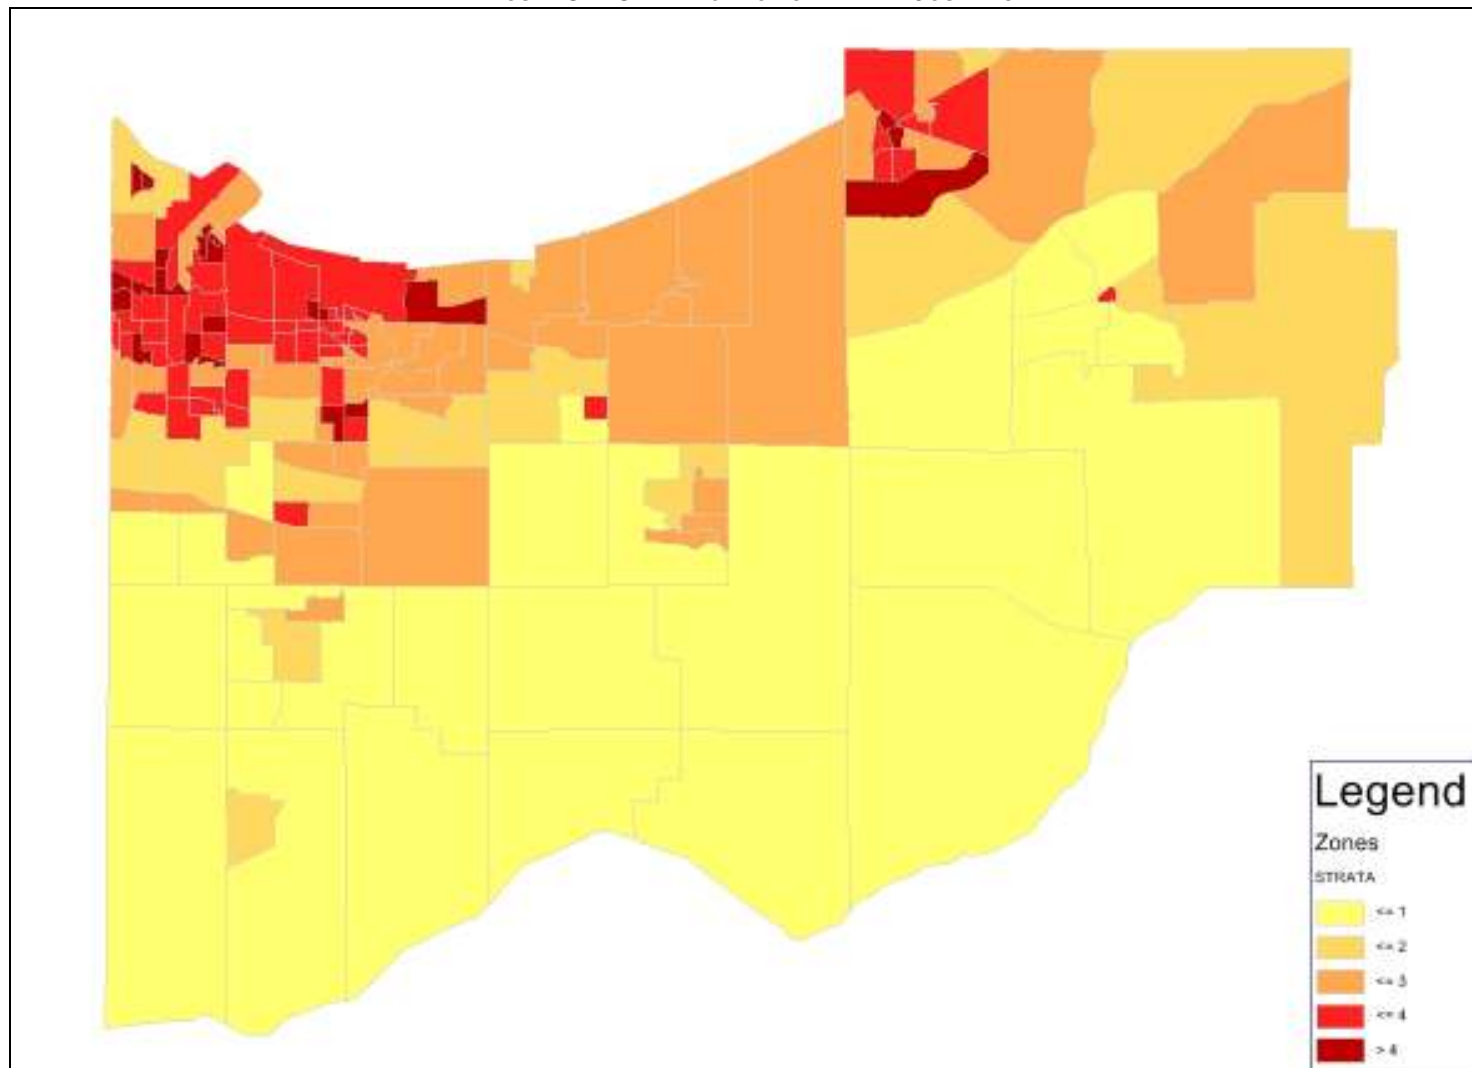 Legend
Zones
STRATA
<= 1
<= 2
<= 3
<= 4
> 4